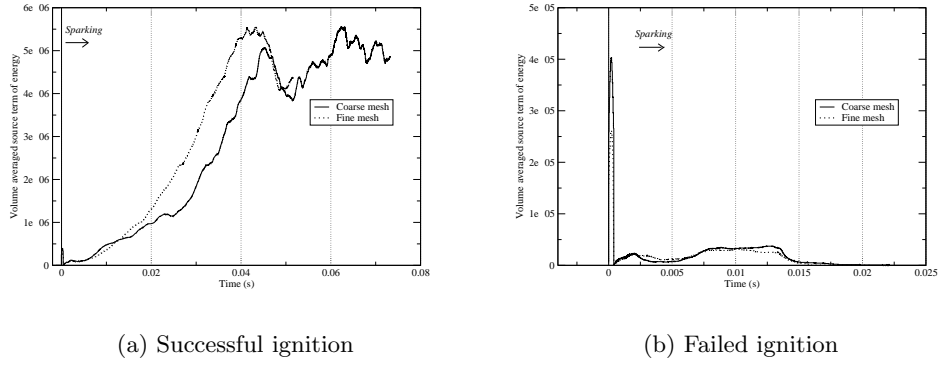 6e 06
5e 06
4e 06
3e 06
2e 06
1e 06
0
Volume averaged source term of energy
Sparking
Coarse mesh
Fine mesh
0 0.02 0.04 0.06 0.08
Time (s)
(a) Successful ignition
5e 05
4e 05
3e 05
2e 05
1e 05
0
Volume averaged source term of energy
Sparking
Coarse mesh
Fine mesh
0 0.005 0.01 0.015 0.02 0.025
Time (s)
(b) Failed ignition